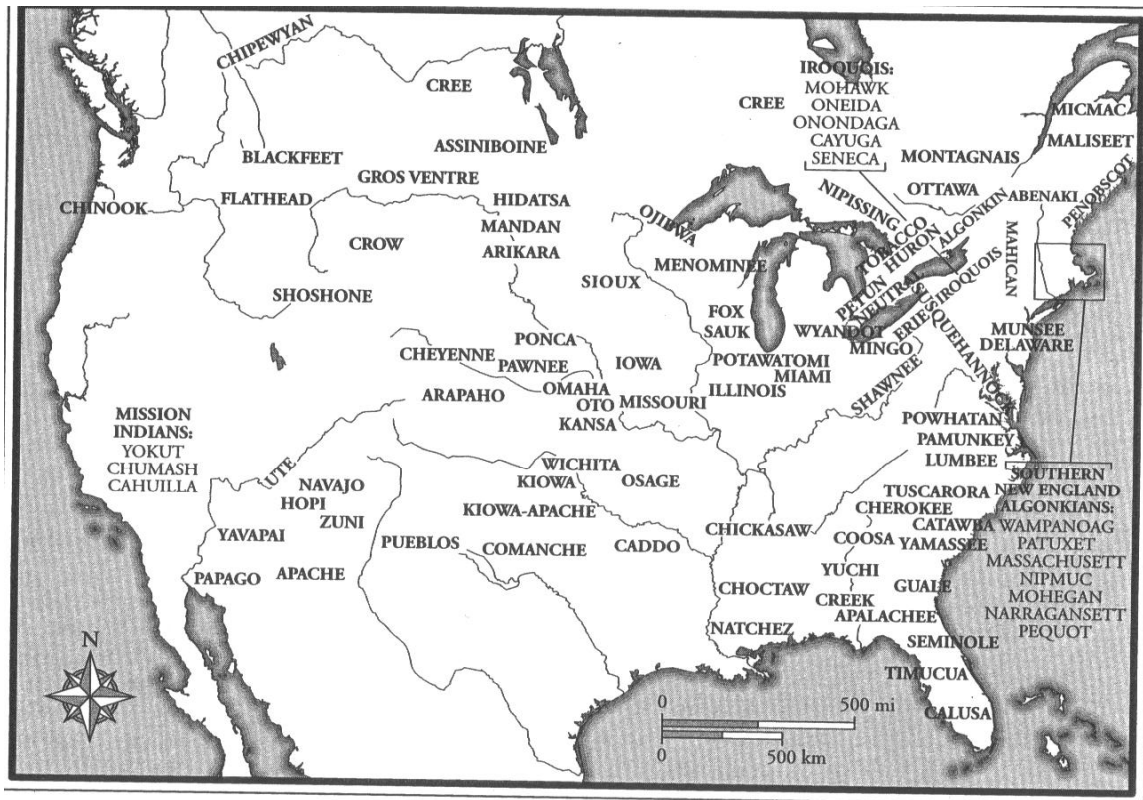 CHIPEWYAN
CREE
ASSINIBOINE
BLACKFEET
GROS VENTRE
FLATHEAD
HIDATSA
CHINOOK
MANDAN
CROW
ARIKARA
SHOSHONE
SIOUX
CREE
IROQUOIS:
MOHAWK
ONEIDA
ONONDAGA
CAYUGA
SENECA
MICMAC
MALISEET
MONTAGNAIS
OTTAWA
ABENAKI
PENOBSCOT
NIPISSING
ALGONKIN
OJIBWA
TOBACCO
HURON
MAHICAN
MENOMINEE
PETUN
NEUTRAL
IROQUOIS
SUSQUEHANNOCK
FOX
SAUK
WYANDOT
ERIE
MINGO
MUNSEE
DELAWARE
PONCA
CHEYENNE
PAWNEE
IOWA
POTAWATOMI
MIAMI
ILLINOIS
SHAWNEE
ARAPAHO
OMAHA
OTO
MISSOURI
KANSA
MISSION
INDIANS:
YOKUT
CHUMASH
CAHUILLA
UTE
NAVAJO
HOPI
ZUNI
YAVAPAI
PAPAGO
APACHE
PUEBLOS
WICHITA
KIOWA
OSAGE
KIOWA-APACHE
COMANCHE
CADDO
POWHATAN
PAMUNKEY
LUMBEE
TUSCARORA
CHEROKEE
CATAWBA
CHICKASAW
COOSA
YAMASSEE
YUCHI
CHOCTAW
GUALE
CREEK
APALACHEE
NATCHEZ
SEMINOLE
TIMUCUA
CALUSA
SOUTHERN
NEW ENGLAND
ALGONKIANS:
WAMPANOAG
PATUXET
MASSACHUSETT
NIPMUC
MOHEGAN
NARRAGANSETT
PEQUOT
N
0 500 mi
0 500 km